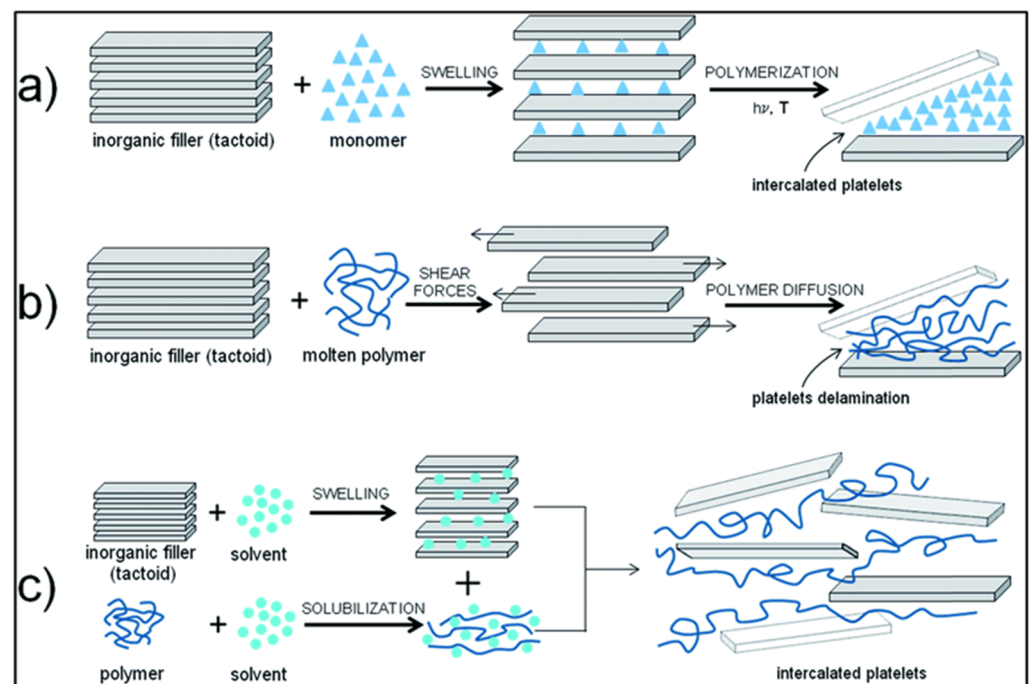 a)
inorganic filler (tactoid)
+
monomer
SWELLING
POLYMERIZATION
hν, T
intercalated platelets
b)
inorganic filler (tactoid)
+
molten polymer
SHEAR
FORCES
POLYMER DIFFUSION
platelets delamination
c)
inorganic filler
(tactoid)
+
solvent
SWELLING
+
polymer
+
solvent
SOLUBILIZATION
intercalated platelets